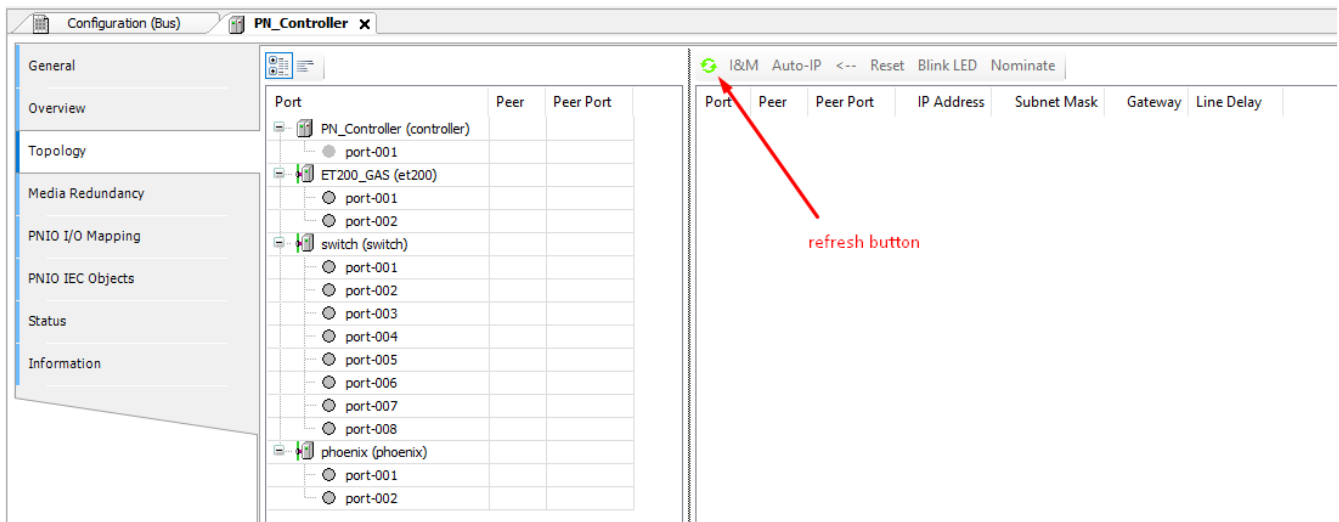 Configuration (Bus)
PN_Controller X
General
Overview
Topology
Media Redundancy
PNIO I/O Mapping
PNIO IEC Objects
Status
Information
Port Peer Peer Port
PN_Controller (controller)
port-001
ET200_GAS (et200)
port-001
port-002
switch (switch)
port-001
port-002
port-003
port-004
port-005
port-006
port-007
port-008
phoenix (phoenix)
port-001
port-002
I&M Auto-IP <-- Reset Blink LED Nominate
Port Peer Peer Port IP Address Subnet Mask Gateway Line Delay
refresh button